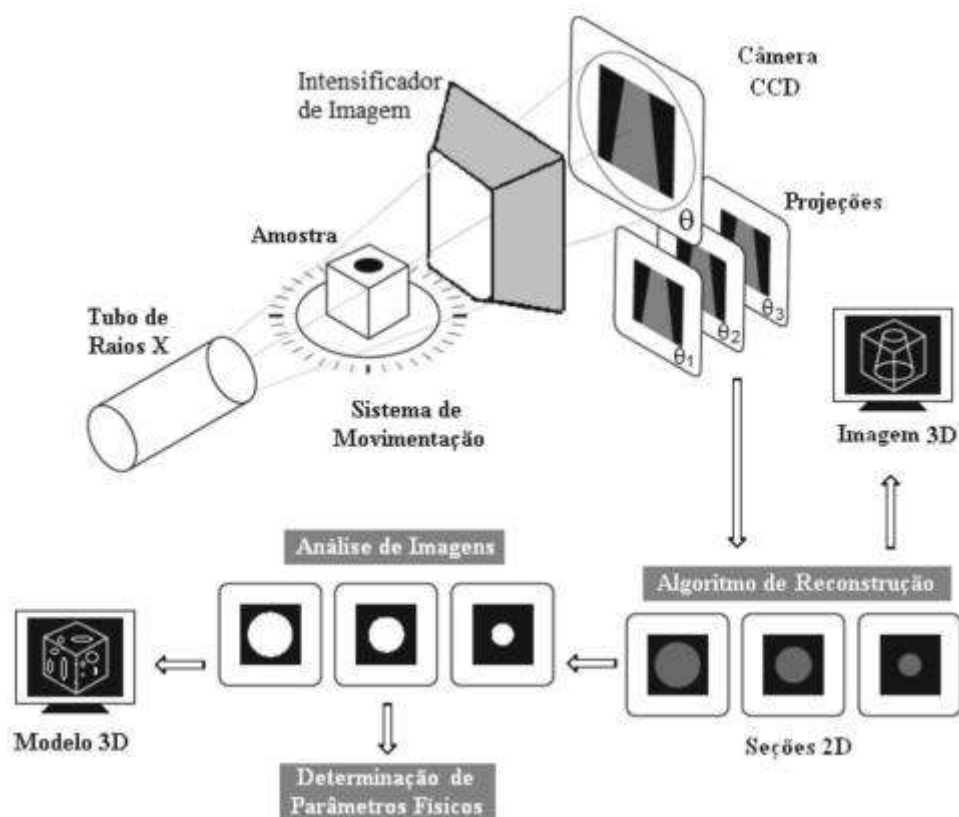 Câmera
CCD
Intensificador
de Imagem
θ
Projeções
Amostra
θ1
θ2
θ3
Tubo de
Raios X
Sistema de
Movimentação
Imagem 3D
Análise de Imagens
Algoritmo de Reconstrução
Modelo 3D
Seções 2D
Determinação de
Parâmetros Físicos